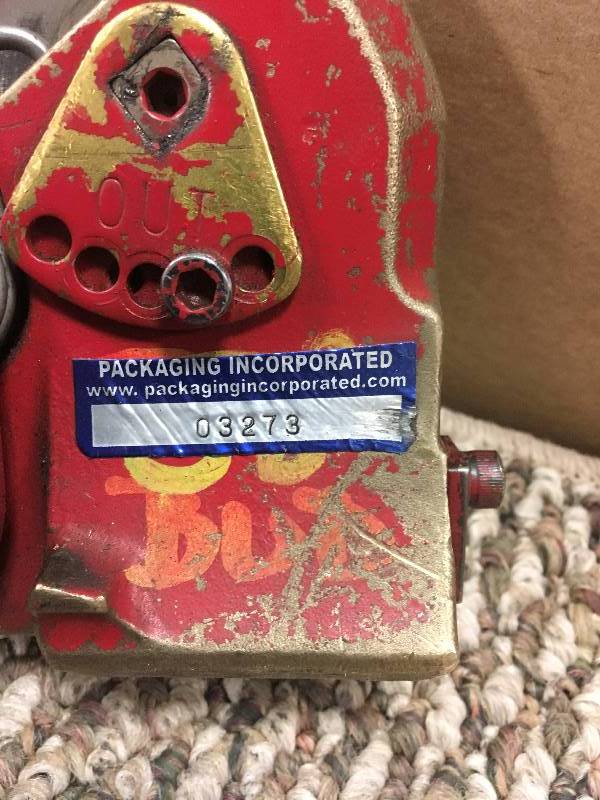 OUT
PACKAGING INCORPORATED
www. packagingincorporated.com
03273